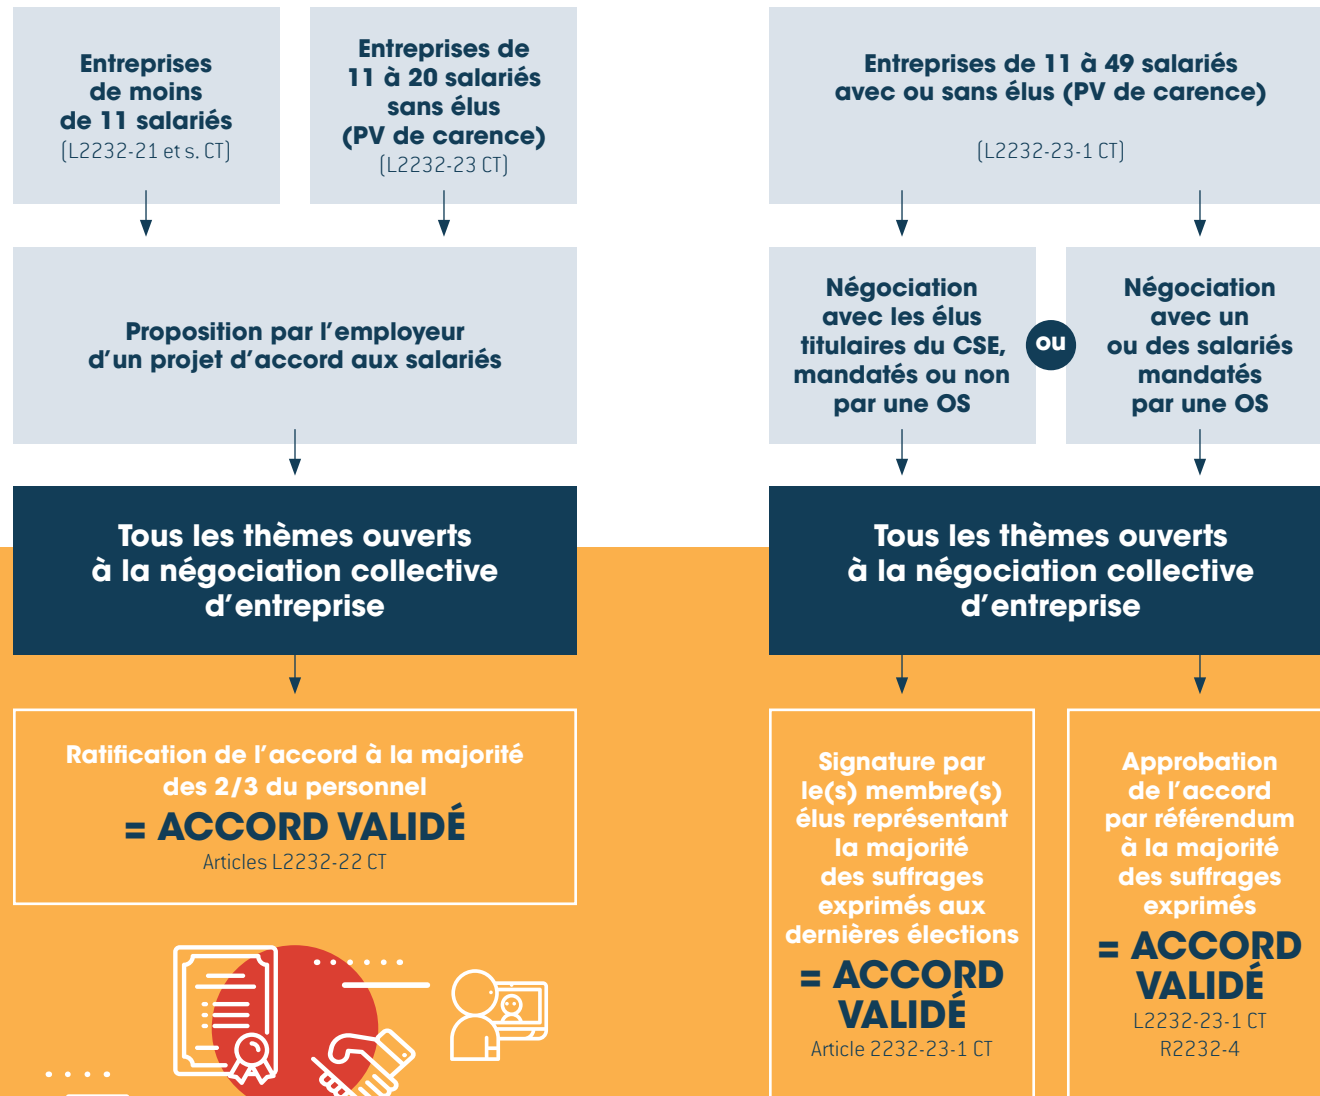 Entreprises
de moins
de 11 salariés
(L2232-21 et s. CT)
Entreprises de
11 à 20 salariés
sans élus
(PV de carence)
(L2232-23 CT)
Proposition par l’employeur
d’un projet d’accord aux salariés
Tous les thèmes ouverts
à la négociation collective
d’entreprise
Ratification de l’accord à la majorité
des 2/3 du personnel
= ACCORD VALIDÉ
Articles L2232-22 CT
Entreprises de 11 à 49 salariés
avec ou sans élus (PV de carence)
(L2232-23-1 CT)
Négociation
avec les élus
titulaires du CSE,
mandatés ou non
par une OS
ou
Négociation
avec un
ou des salariés
mandatés
par une OS
Tous les thèmes ouverts
à la négociation collective
d’entreprise
Signature par
le(s) membre(s)
élus représentant
la majorité
des suffrages
exprimés aux
dernières élections
= ACCORD
VALIDÉ
Article 2232-23-1 CT
Approbation
de l’accord
par référendum
à la majorité
des suffrages
exprimés
= ACCORD
VALIDÉ
L2232-23-1 CT
R2232-4